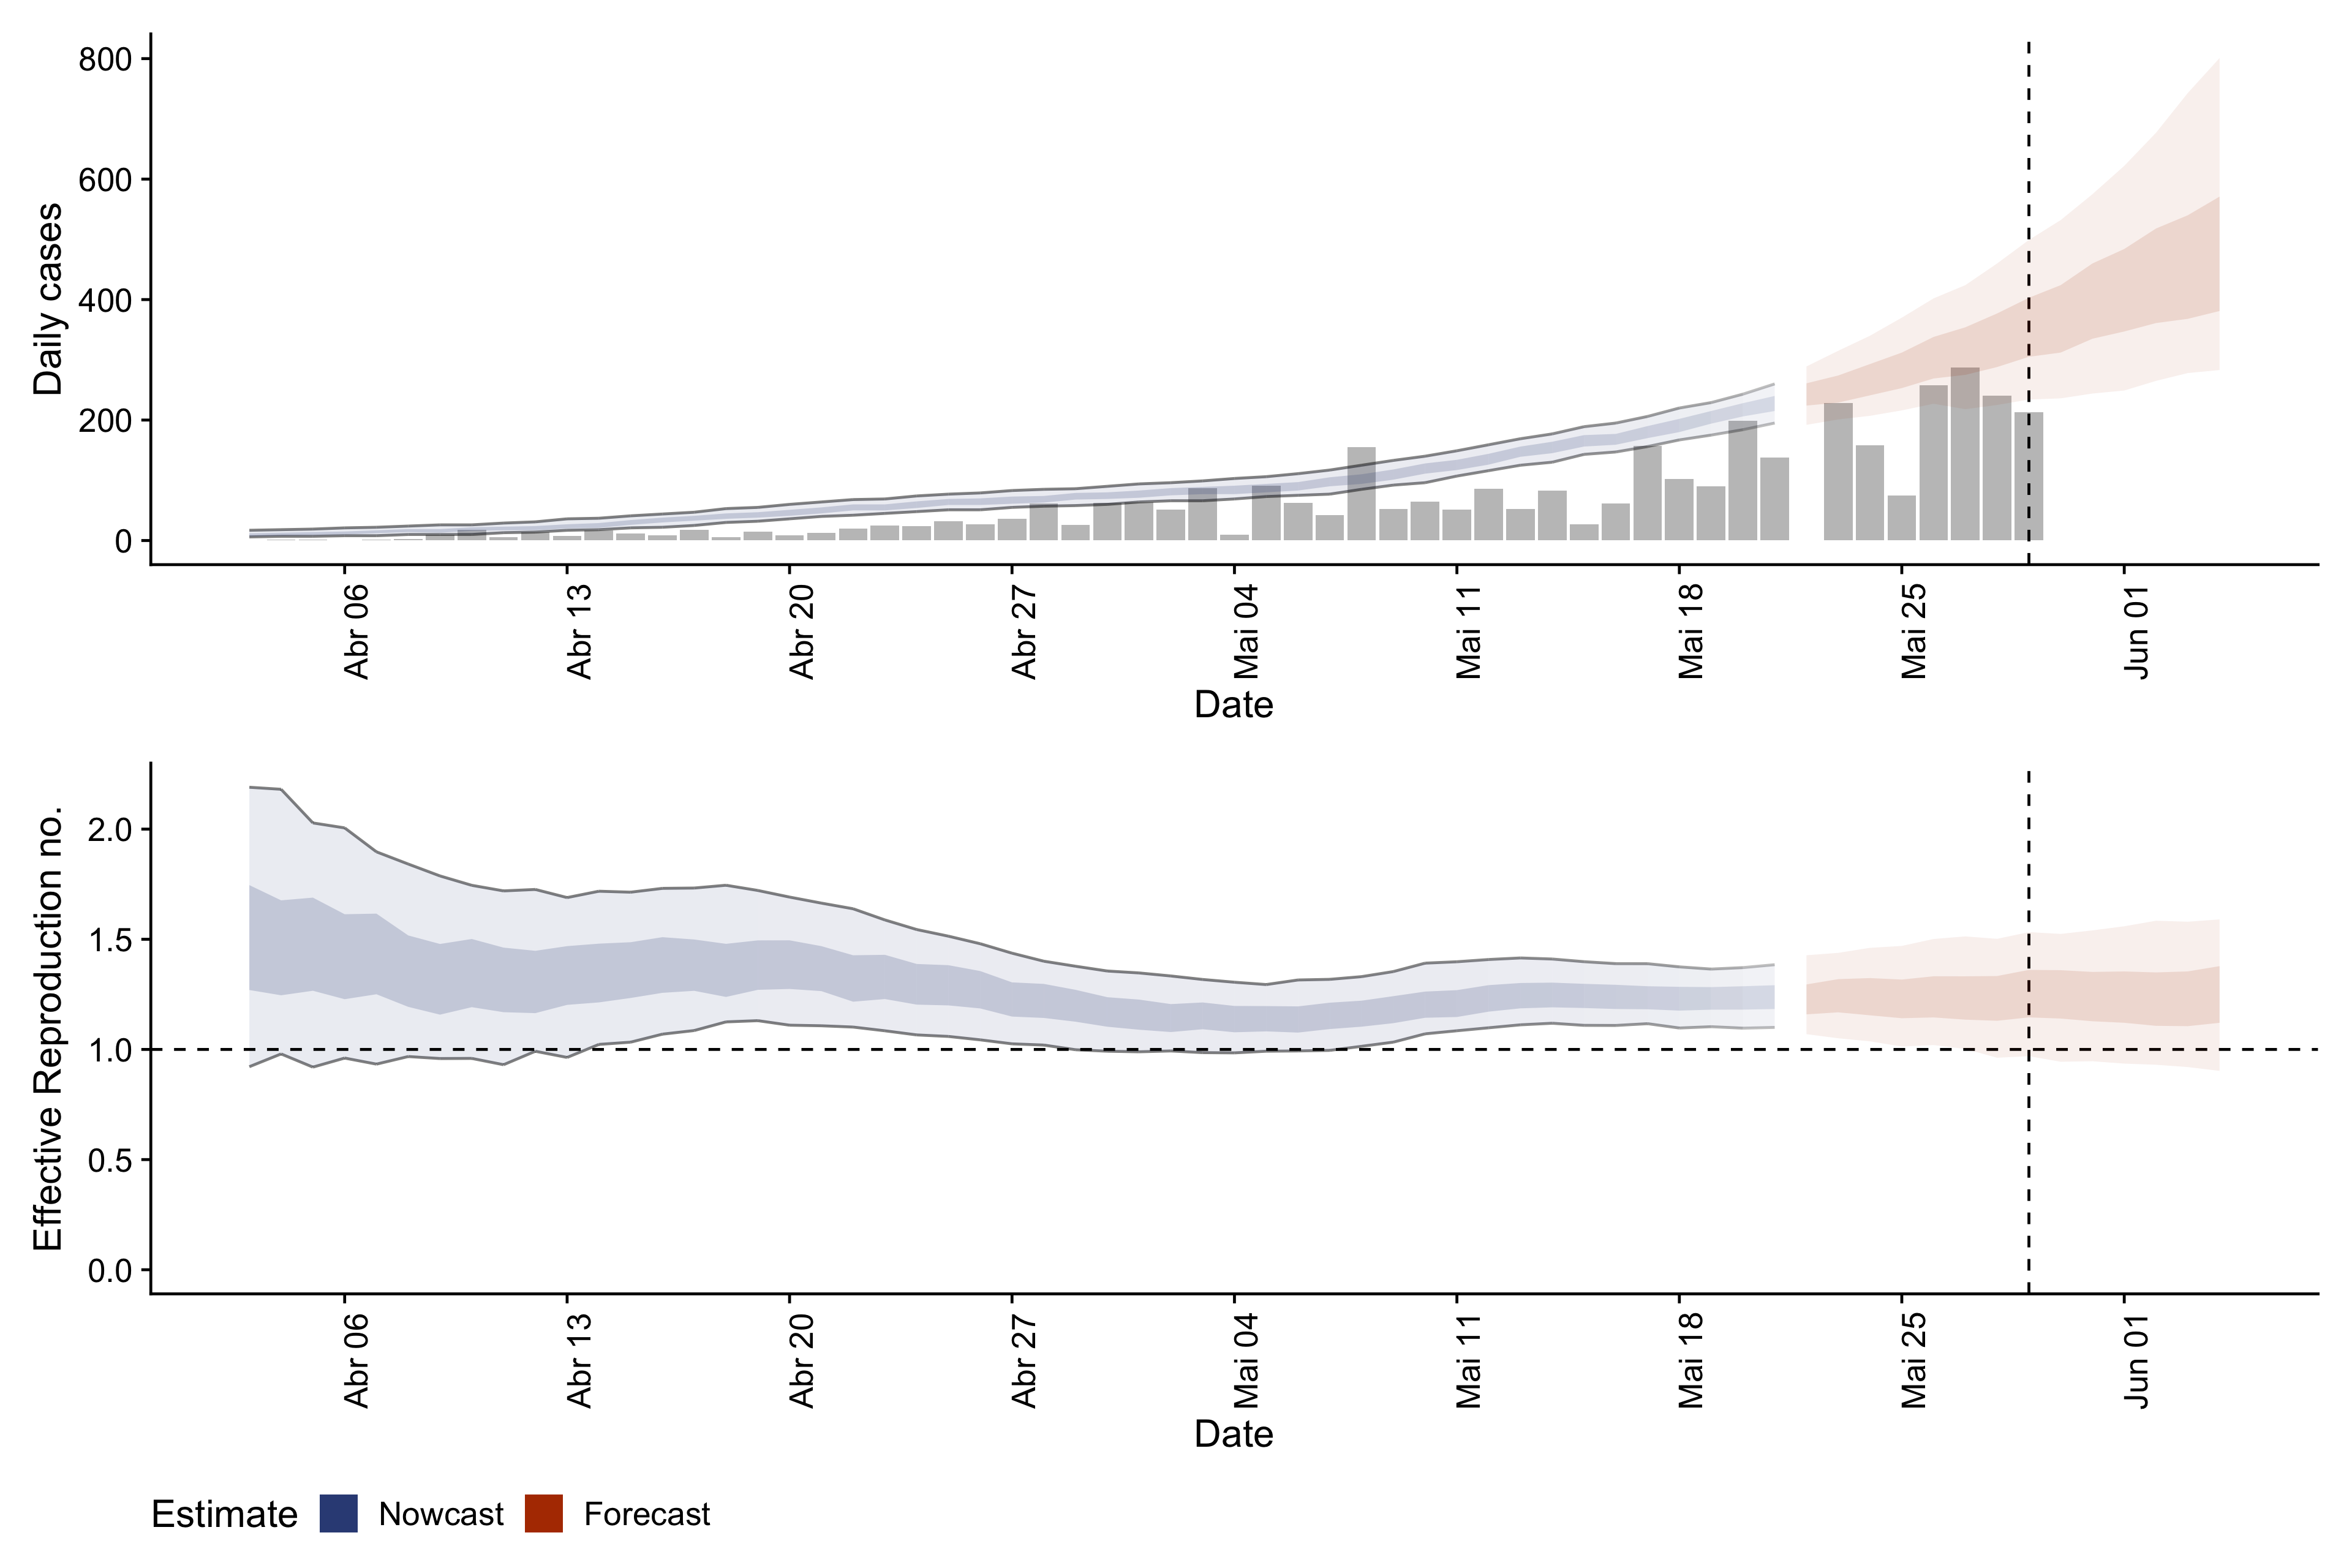 800
600
400
200
0
Daily cases
Abr 06
Abr 13
Abr 20
Abr 27
Mai 04
Mai 11
Mai 18
Mai 25
Jun 01
Date
2.0
1.5
1.0
0.5
0.0
Effective Reproduction no.
Abr 06
Abr 13
Abr 20
Abr 27
Mai 04
Mai 11
Mai 18
Mai 25
Jun 01
Date
Estimate Nowcast Forecast